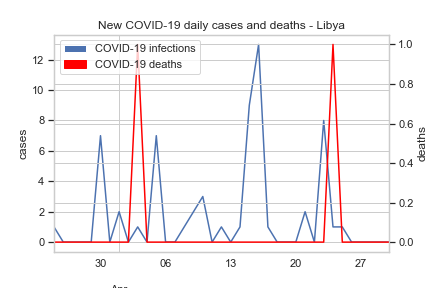 New COVID-19 daily cases and deaths - Libya
COVID-19 infections
COVID-19 deaths
cases
12
10
8
6
4
2
0
deaths
1.0
0.8
0.6
0.4
0.2
0.0
30 06 13 20 27